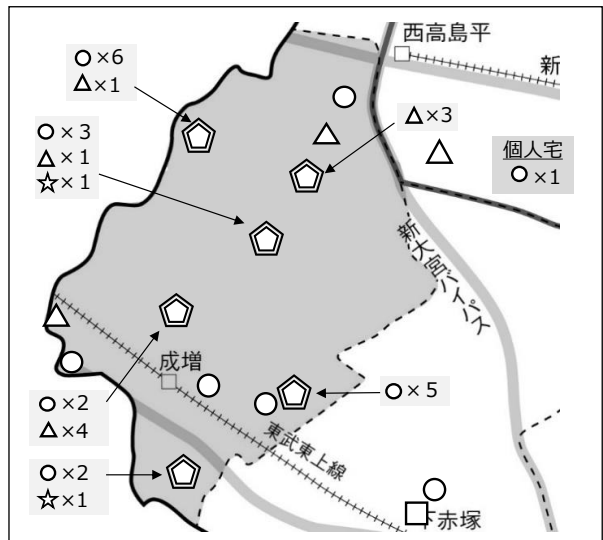 西高島平
新
○×6
△×1
○×3
△×1
☆×1
△×3
個人宅
○×1
新大宮バイパス
成増
○×2
△×4
○×5
東武東上線
○×2
☆×1
下赤塚